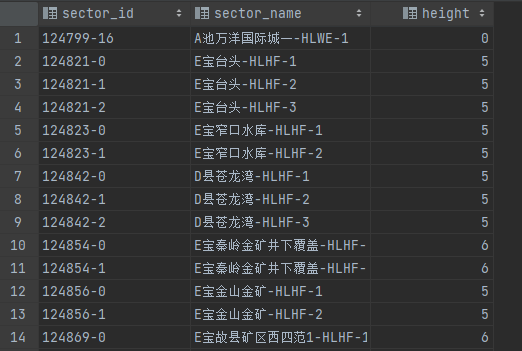 sector_id sector_name height
1 124799-16 A池万洋国际城一-HLWE-1 0
2 124821-0 E宝台头-HLHF-1 5
3 124821-1 E宝台头-HLHF-2 5
4 124821-2 E宝台头-HLHF-3 5
5 124823-0 E宝窄口水库-HLHF-1 5
6 124823-1 E宝窄口水库-HLHF-2 5
7 124842-0 D县苍龙湾-HLHF-1 5
8 124842-1 D县苍龙湾-HLHF-2 5
9 124842-2 D县苍龙湾-HLHF-3 5
10 124854-0 E宝秦岭金矿井下覆盖-HLHF- 6
11 124854-1 E宝秦岭金矿井下覆盖-HLHF- 6
12 124856-0 E宝金山金矿-HLHF-1 5
13 124856-1 E宝金山金矿-HLHF-2 5
14 124869-0 E宝故县矿区西四范1-HLHF-1 6